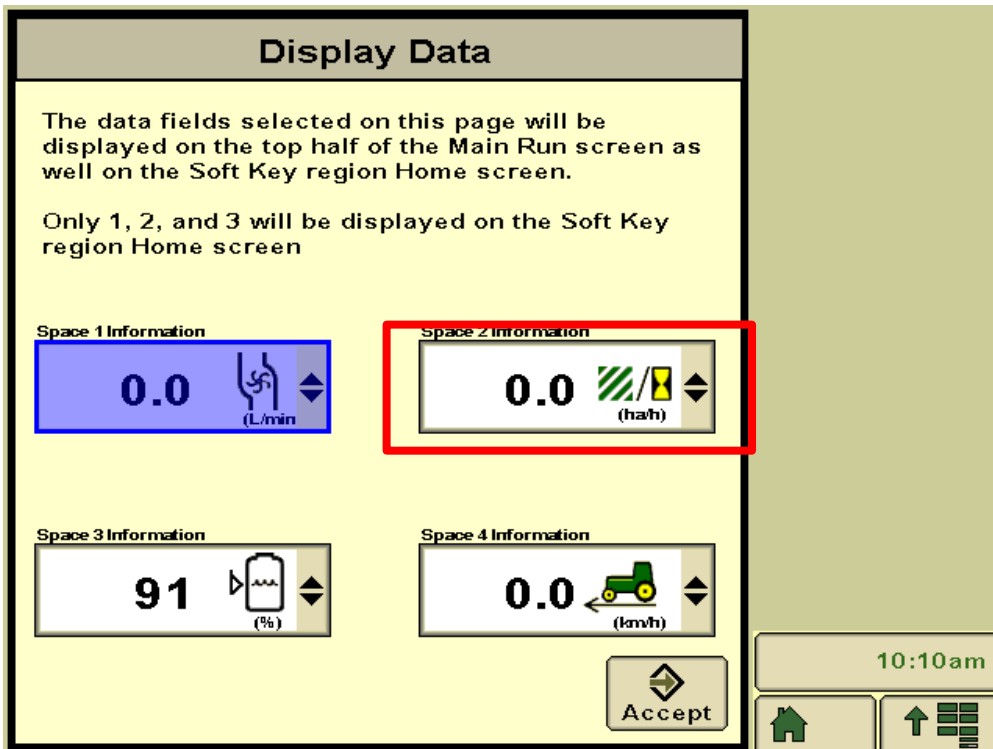 Display Data
The data fields selected on this page will be
displayed on the top half of the Main Run screen as
well on the Soft Key region Home screen.
Only 1, 2, and 3 will be displayed on the Soft Key
region Home screen
Space 1 Information
Space 2 Information
0.0 (L/min
0.0 / (ha/h)
Space 3 Information
Space 4 Information
91 (%)
0.0 (km/h)
Accept
10:10am